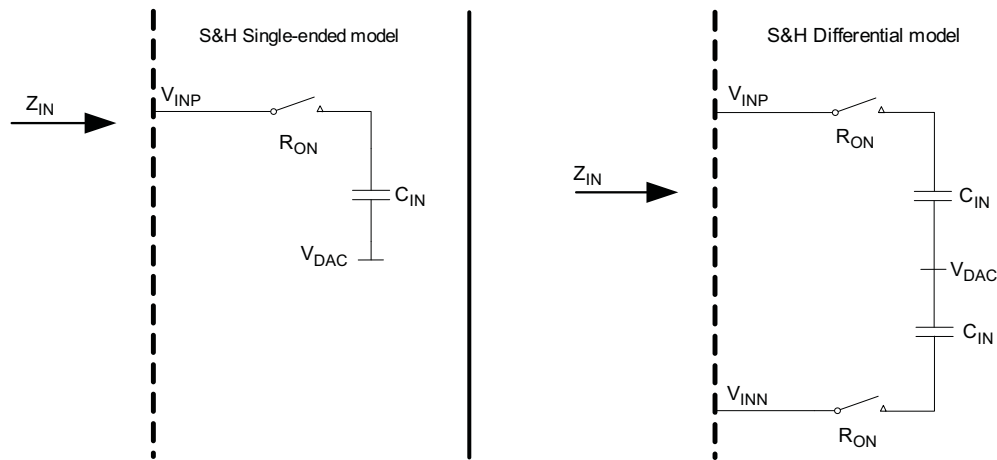 S&H Single-ended model
Z_IN
V_INP
R_ON
C_IN
V_DAC
S&H Differential model
V_INP
R_ON
Z_IN
C_IN
V_DAC
C_IN
V_INN
R_ON